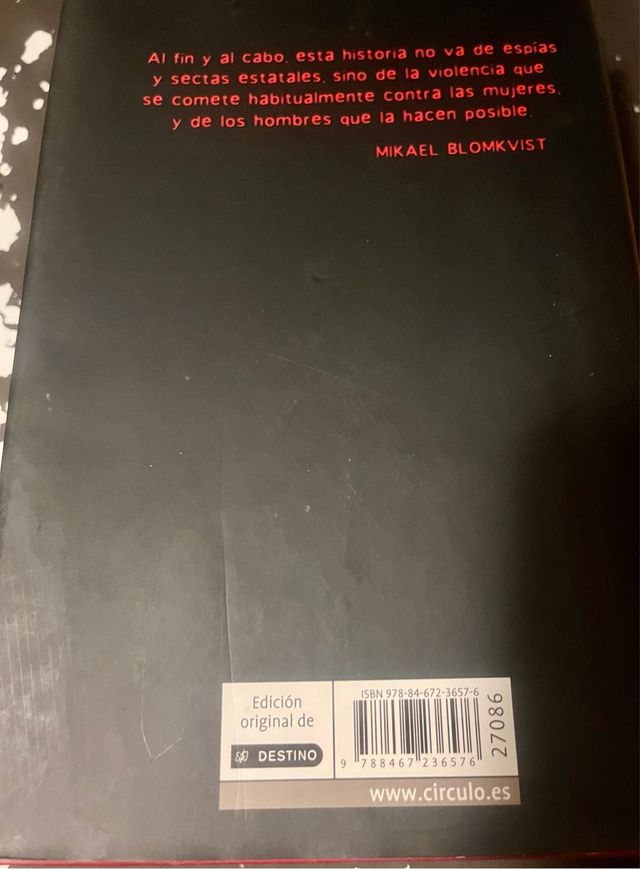 Al fin y al cabo, esta historia no va de espías
y sectas estatales, sino de la violencia que
se comete habitualmente contra las mujeres,
y de los hombres que la hacen posible.
MIKAEL BLOMKVIST
Edición
original de
DESTINO
ISBN 978-84-672-3657-6
9 788467 236576
27086
www.circulo.es